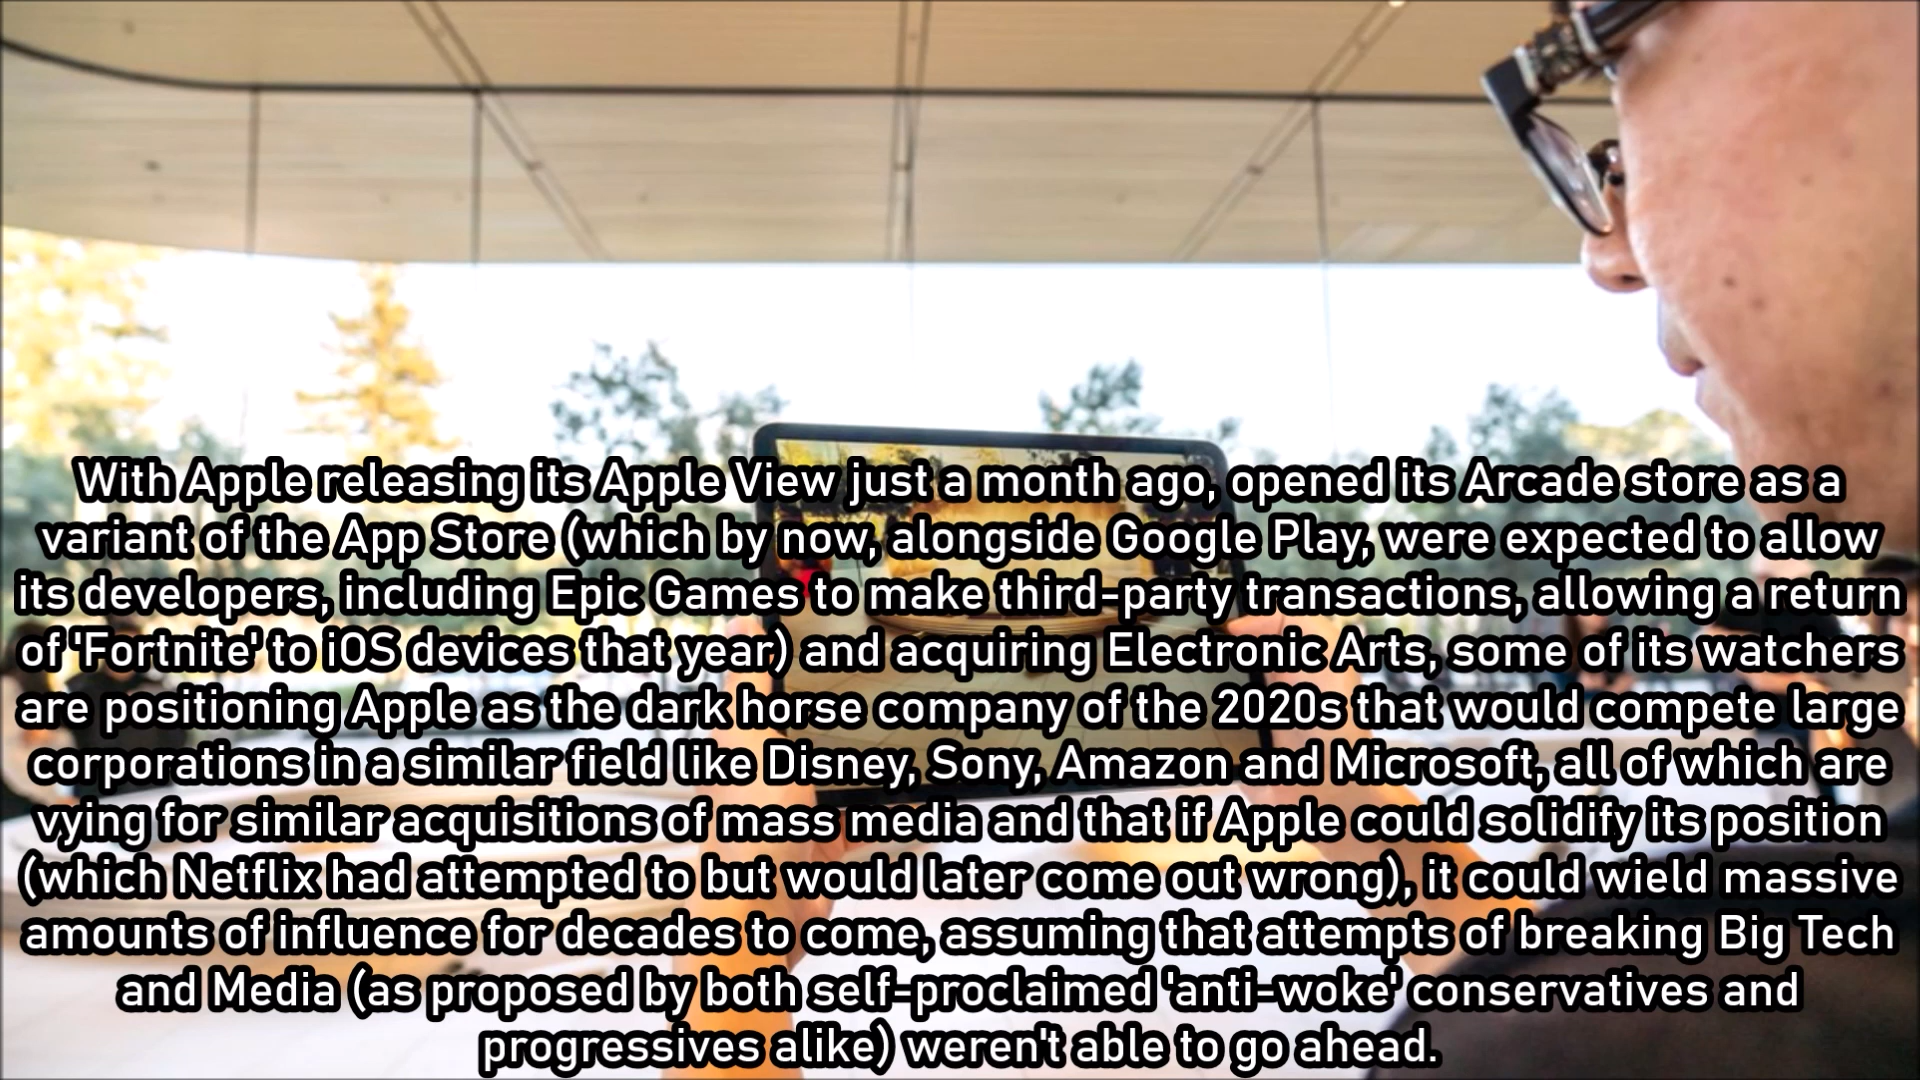 With Apple releasing its Apple View just a month ago, opened its Arcade store as a
variant of the App Store (which by now, alongside Google Play, were expected to allow
its developers, including Epic Games to make third-party transactions, allowing a return
of 'Fortnite' to iOS devices that year) and acquiring Electronic Arts, some of its watchers
are positioning Apple as the dark horse company of the 2020s that would compete large
corporations in a similar field like Disney, Sony, Amazon and Microsoft, all of which are
vying for similar acquisitions of mass media and that if Apple could solidify its position
(which Netflix had attempted to but would later come out wrong), it could wield massive
amounts of influence for decades to come, assuming that attempts of breaking Big Tech
and Media (as proposed by both self-proclaimed 'anti-woke' conservatives and
progressives alike) weren't able to go ahead.